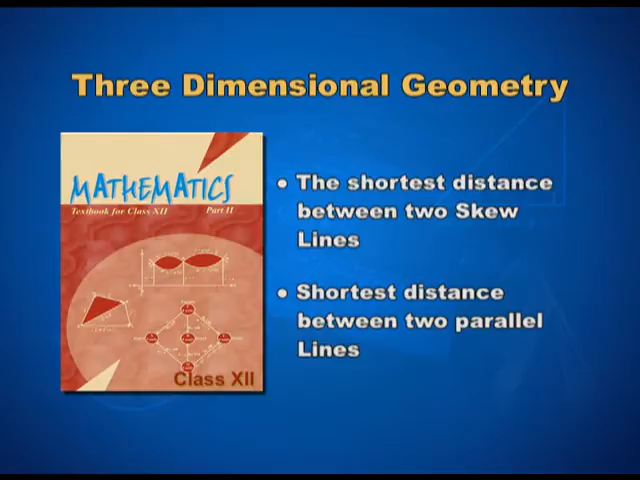 Three Dimensional Geometry
MATHEMATICS
Textbook for Class XII Part II
Class XII
• The shortest distance
between two Skew
Lines
• Shortest distance
between two parallel
Lines